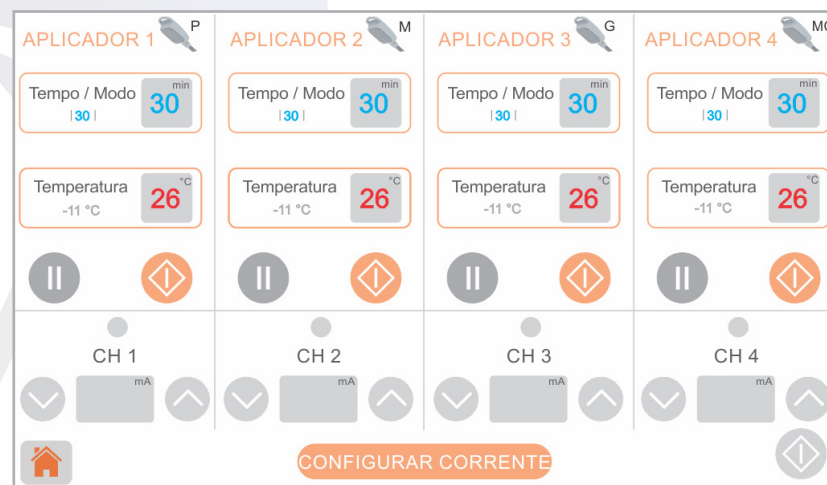 APLICADOR 1 P
Tempo / Modo 30 min
|30|
Temperatura 26 °C
-11 °C
APLICADOR 2 M
Tempo / Modo 30 min
|30|
Temperatura 26 °C
-11 °C
APLICADOR 3 G
Tempo / Modo 30 min
|30|
Temperatura 26 °C
-11 °C
APLICADOR 4
Tempo / Modo 30 min
|30|
Temperatura 26 °C
-11 °C
CH 1
mA
CH 2
mA
CH 3
mA
CH 4
mA
CONFIGURAR CORRENTE